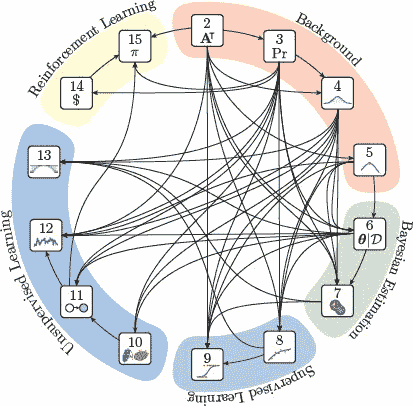 Reinforcement Learning
Background
Bayesian Estimation
Supervised Learning
Unsupervised Learning
2
Aᵀ
3
Pr
4
5
6
θ|D
7
8
9
10
11
12
13
14
$
15
π